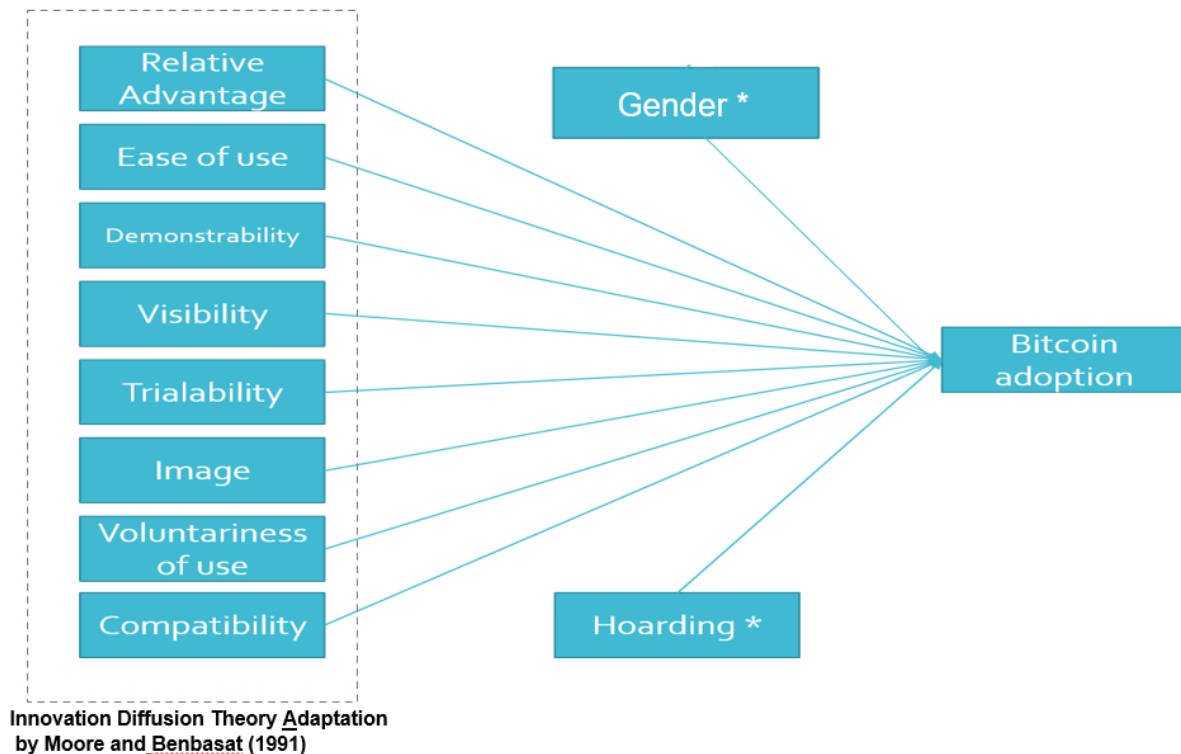 Relative
Advantage
Ease of use
Demonstrability
Visibility
Trialability
Image
Voluntariness
of use
Compatibility
Gender *
Hoarding *
Bitcoin
adoption
Innovation Diffusion Theory Adaptation
by Moore and Benbasat (1991)